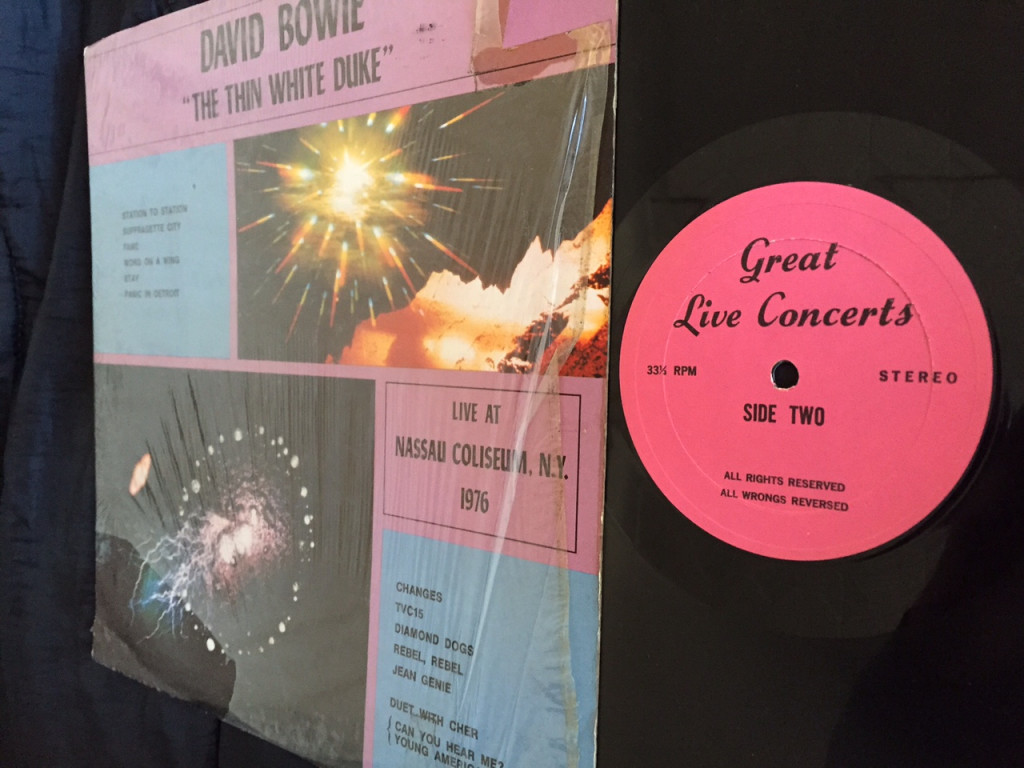 DAVID BOWIE
"THE THIN WHITE DUKE"
STATION TO STATION
SUFFRAGETTE CITY
FAME
WORD ON A WING
STAY
PANIC IN DETROIT
LIVE AT
NASSAU COLISEUM, N.Y.
1976
CHANGES
TVC15
DIAMOND DOGS
REBEL, REBEL
JEAN GENIE
DUET WITH CHER
CAN YOU HEAR ME?
YOUNG AMERIC
Great
Live Concerts
33⅓ RPM
STEREO
SIDE TWO
ALL RIGHTS RESERVED
ALL WRONGS REVERSED